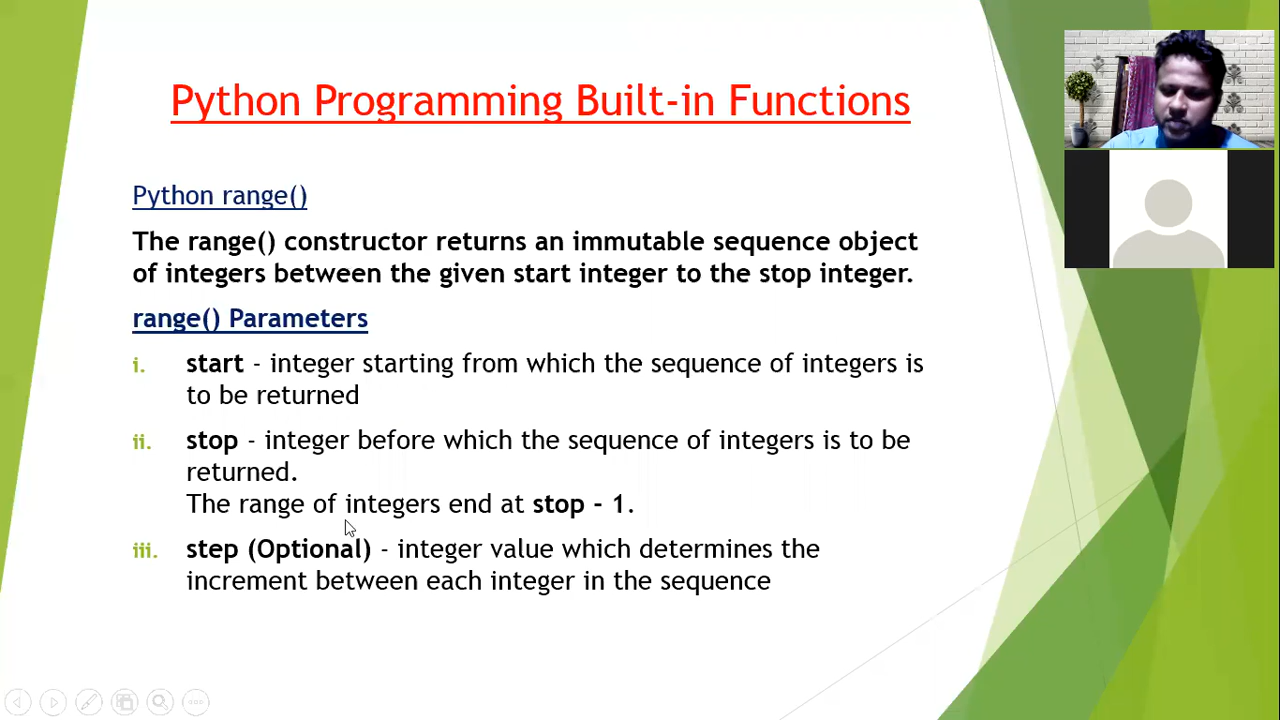 Python Programming Built-in Functions
Python range()
The range() constructor returns an immutable sequence object
of integers between the given start integer to the stop integer.
range() Parameters
i. start - integer starting from which the sequence of integers is
to be returned
ii. stop - integer before which the sequence of integers is to be
returned.
The range of integers end at stop - 1.
iii. step (Optional) - integer value which determines the
increment between each integer in the sequence